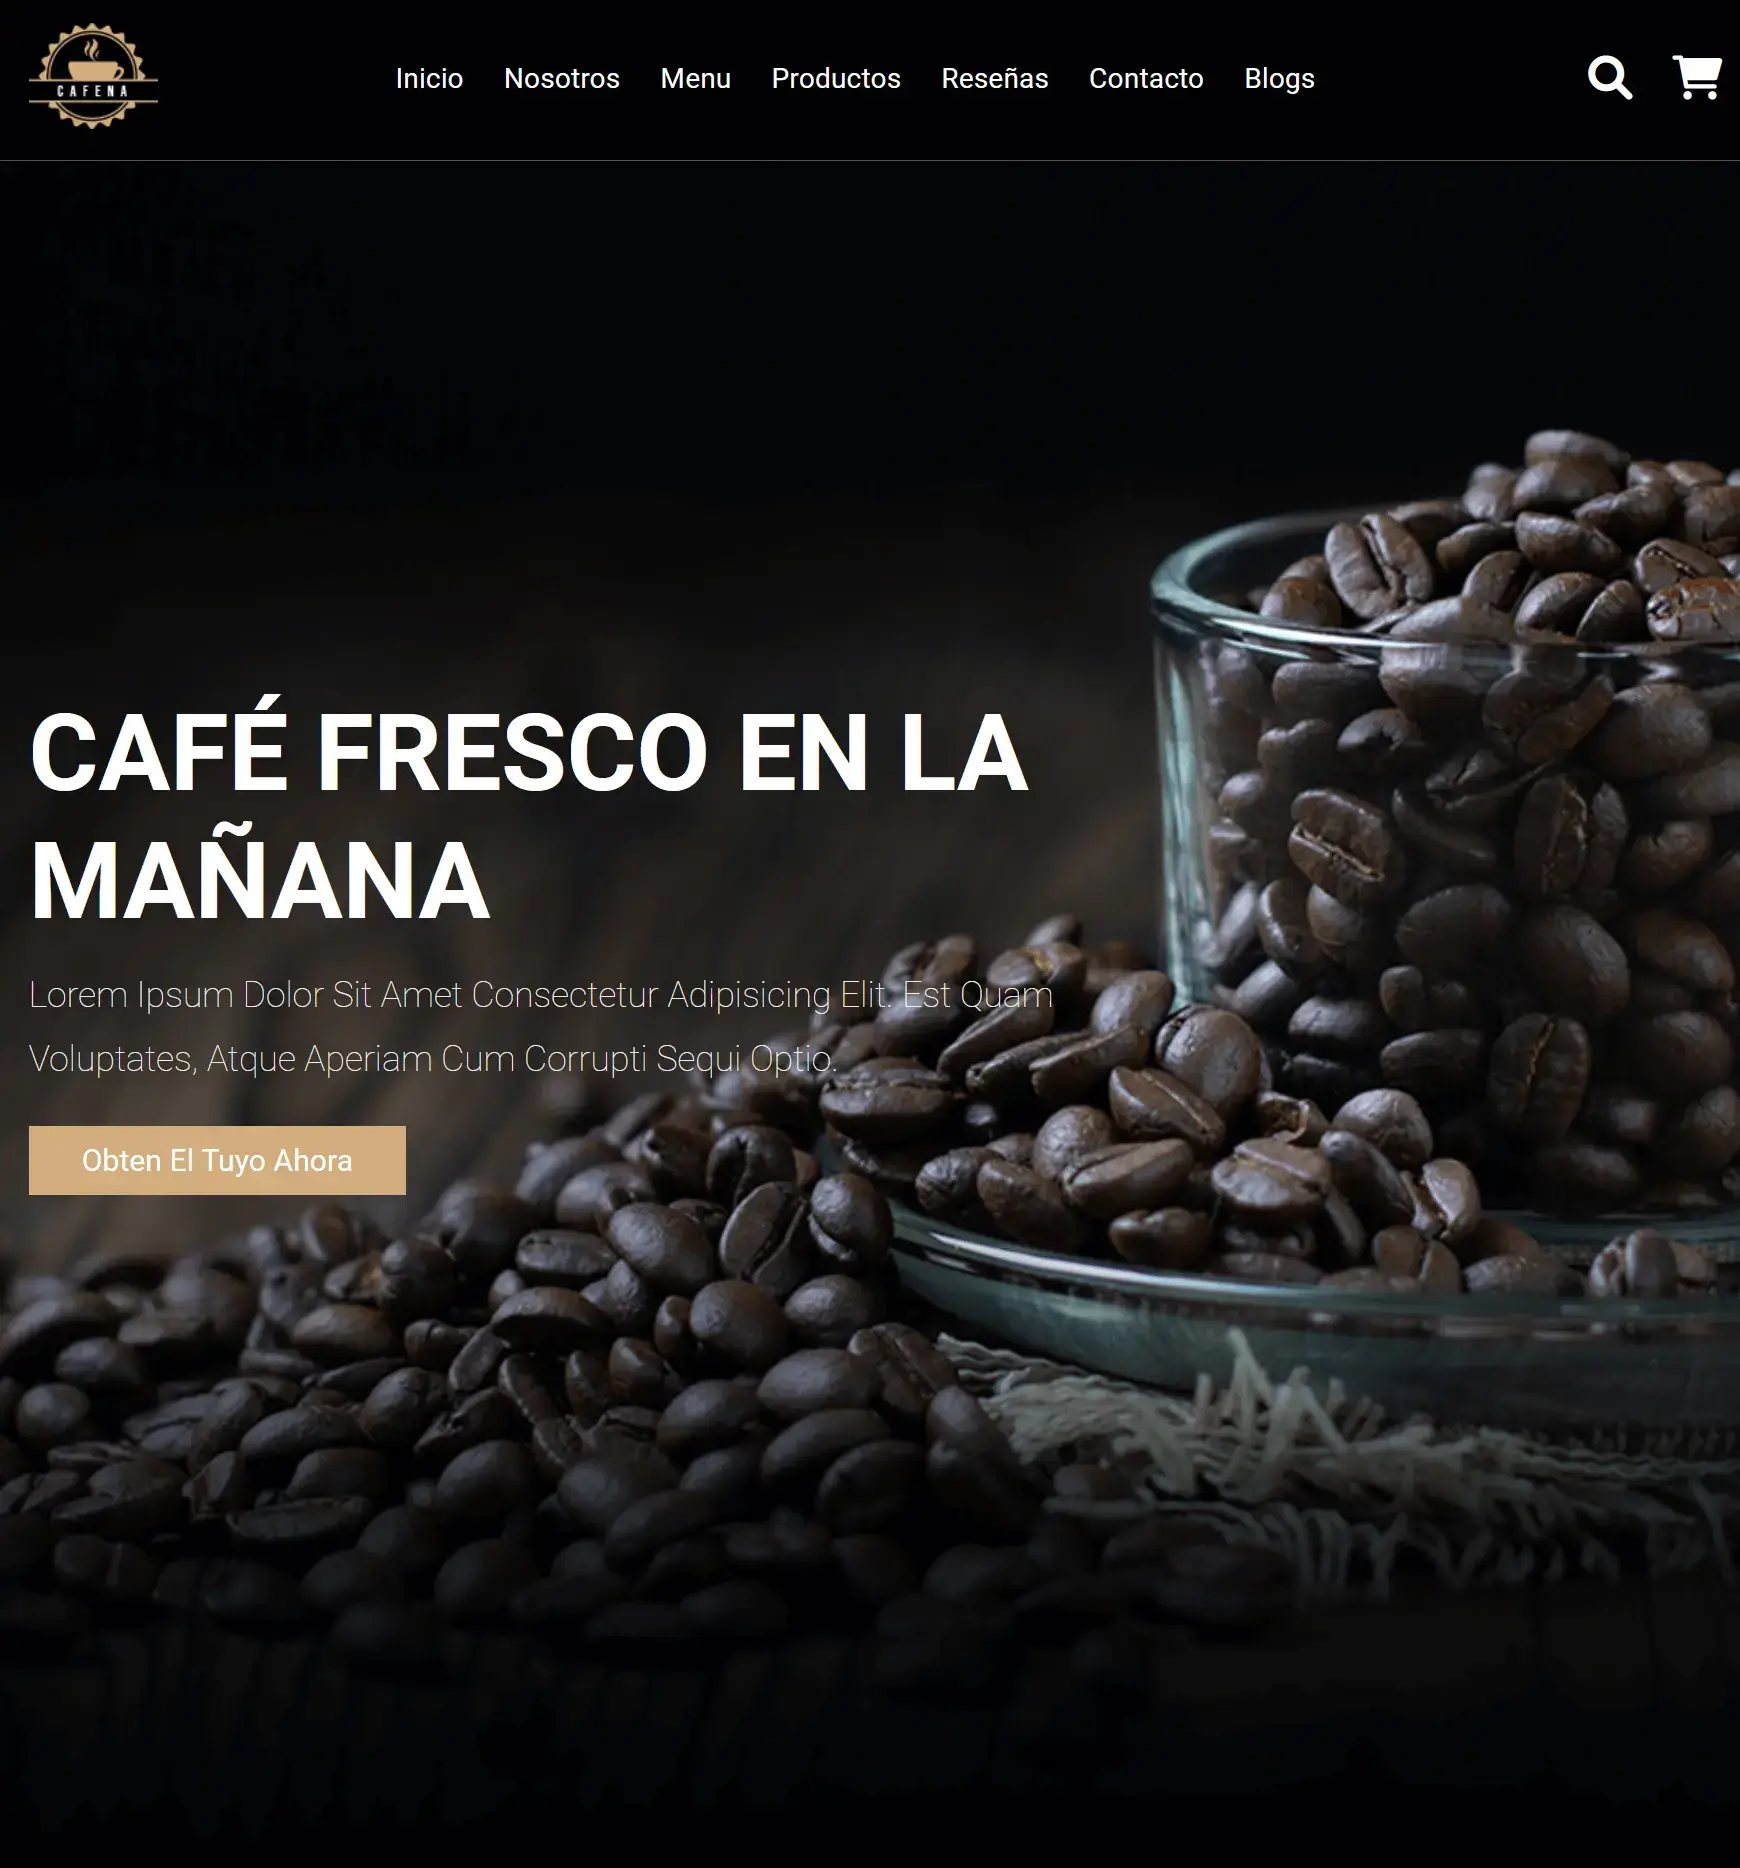 CAFENA
Inicio Nosotros Menu Productos Reseñas Contacto Blogs
CAFÉ FRESCO EN LA
MAÑANA
Lorem Ipsum Dolor Sit Amet Consectetur Adipisicing Elit. Est Quam
Voluptates, Atque Aperiam Cum Corrupti Sequi Optio.
Obten El Tuyo Ahora